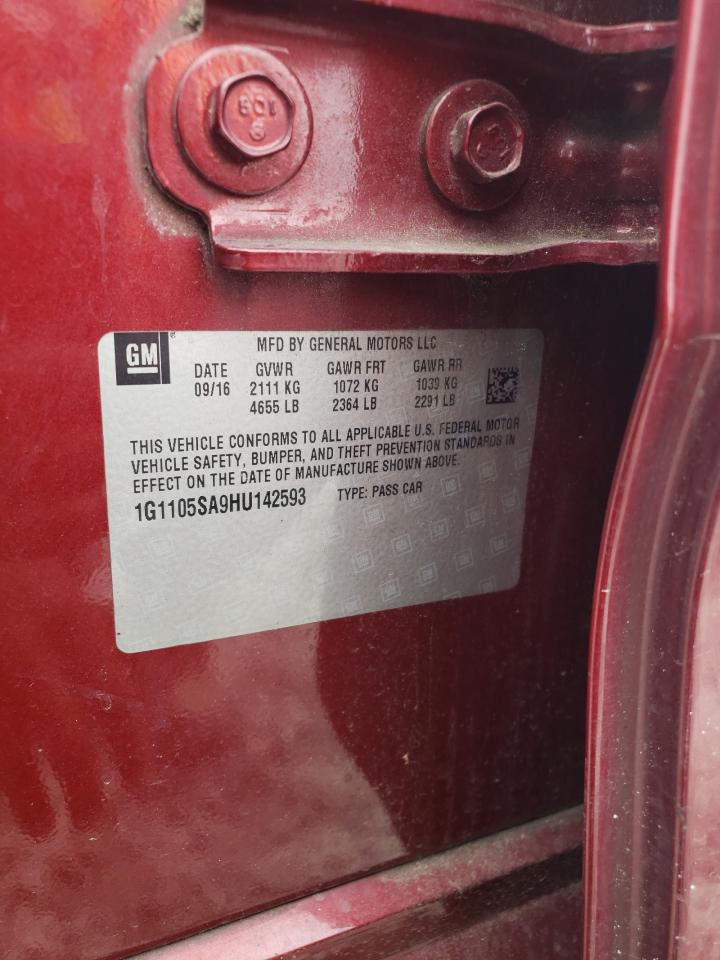 GM
MFD BY GENERAL MOTORS LLC
DATE GVWR GAWR FRT GAWR RR
09/16 2111 KG 1072 KG 1039 KG
4655 LB 2364 LB 2291 LB
THIS VEHICLE CONFORMS TO ALL APPLICABLE U.S. FEDERAL MOTOR
VEHICLE SAFETY, BUMPER, AND THEFT PREVENTION STANDARDS IN
EFFECT ON THE DATE OF MANUFACTURE SHOWN ABOVE.
1G1105SA9HU142593 TYPE: PASS CAR